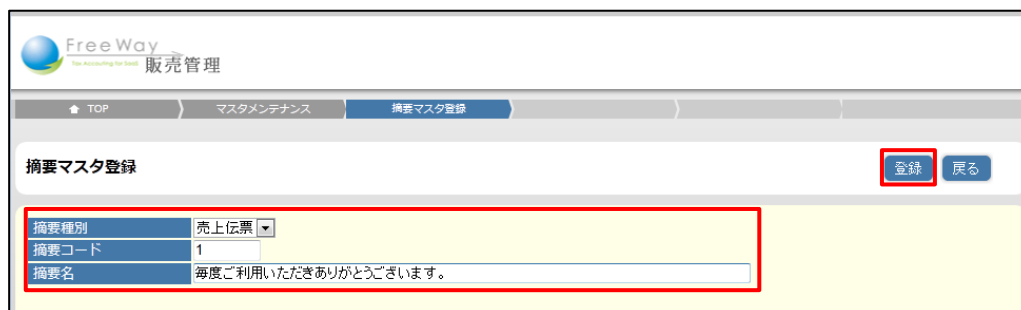 FreeWay
The Accounting for SaaS 販売管理
TOP マスタメンテナンス 摘要マスタ登録
摘要マスタ登録 登録 戻る
摘要種別 売上伝票
摘要コード 1
摘要名 毎度ご利用いただきありがとうございます。